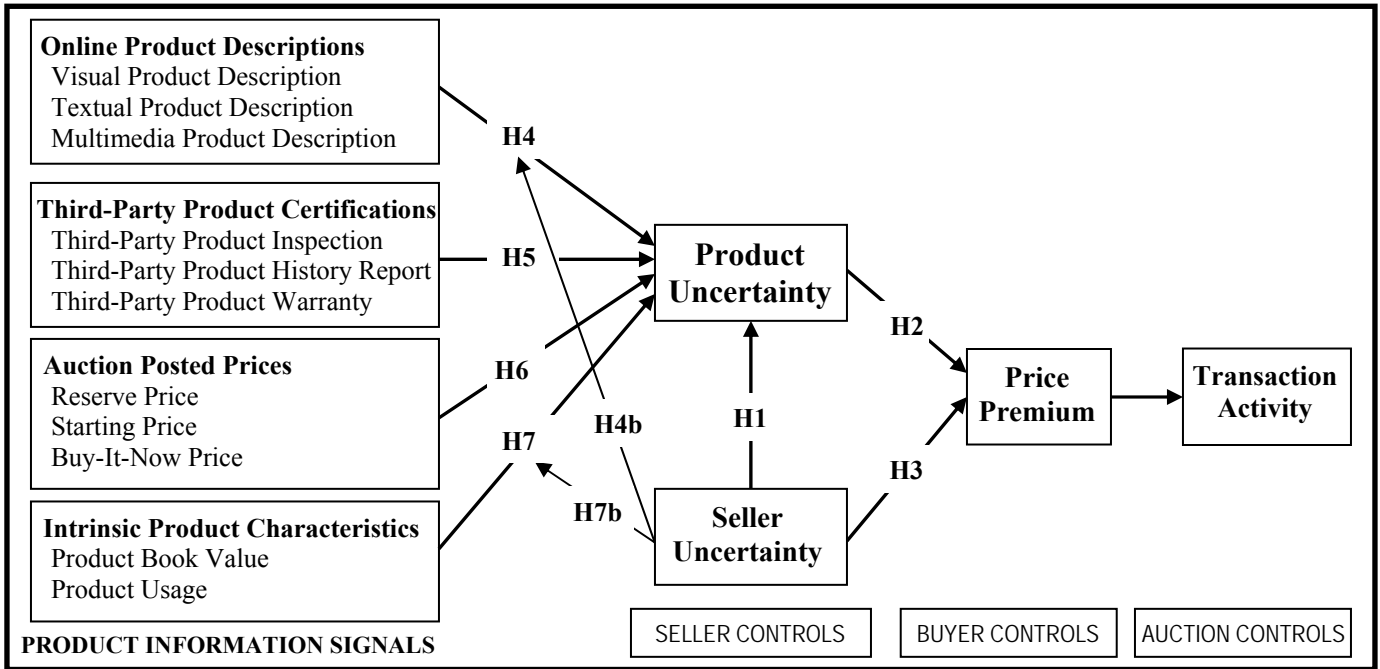 Online Product Descriptions
Visual Product Description
Textual Product Description
Multimedia Product Description
Third-Party Product Certifications
Third-Party Product Inspection
Third-Party Product History Report
Third-Party Product Warranty
Auction Posted Prices
Reserve Price
Starting Price
Buy-It-Now Price
Intrinsic Product Characteristics
Product Book Value
Product Usage
PRODUCT INFORMATION SIGNALS
H4
H5
H6
H7
H4b
H7b
Product
Uncertainty
H1
Seller
Uncertainty
H2
H3
Price
Premium
Transaction
Activity
SELLER CONTROLS
BUYER CONTROLS
AUCTION CONTROLS